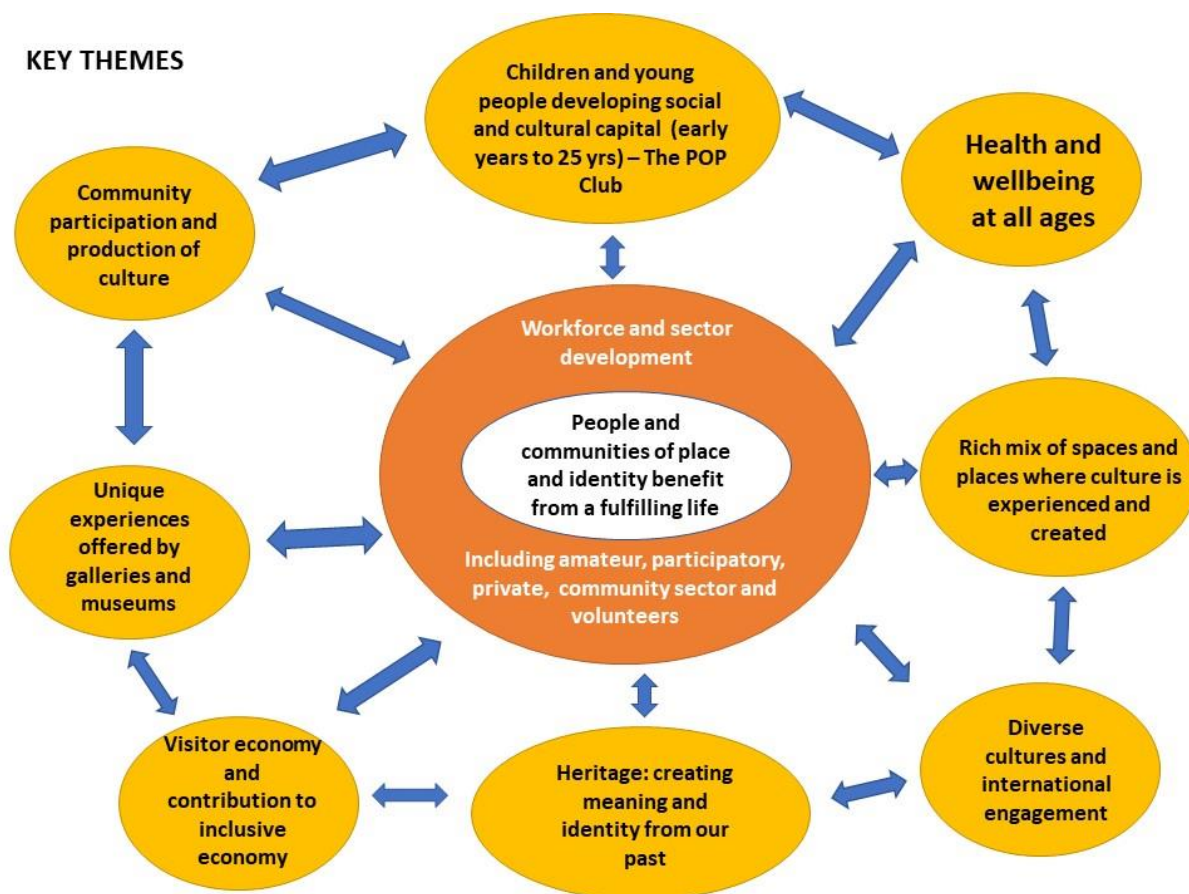 KEY THEMES
Children and young
people developing social
and cultural capital (early
years to 25 yrs) – The POP
Club
Health and
wellbeing
at all ages
Community
participation and
production of
culture
Workforce and sector
development
People and
communities of place
and identity benefit
from a fulfilling life
Including amateur, participatory,
private, community sector and
volunteers
Rich mix of spaces and
places where culture is
experienced and
created
Unique
experiences
offered by
galleries and
museums
Diverse
cultures and
international
engagement
Visitor economy
and
contribution to
inclusive
economy
Heritage: creating
meaning and
identity from our
past